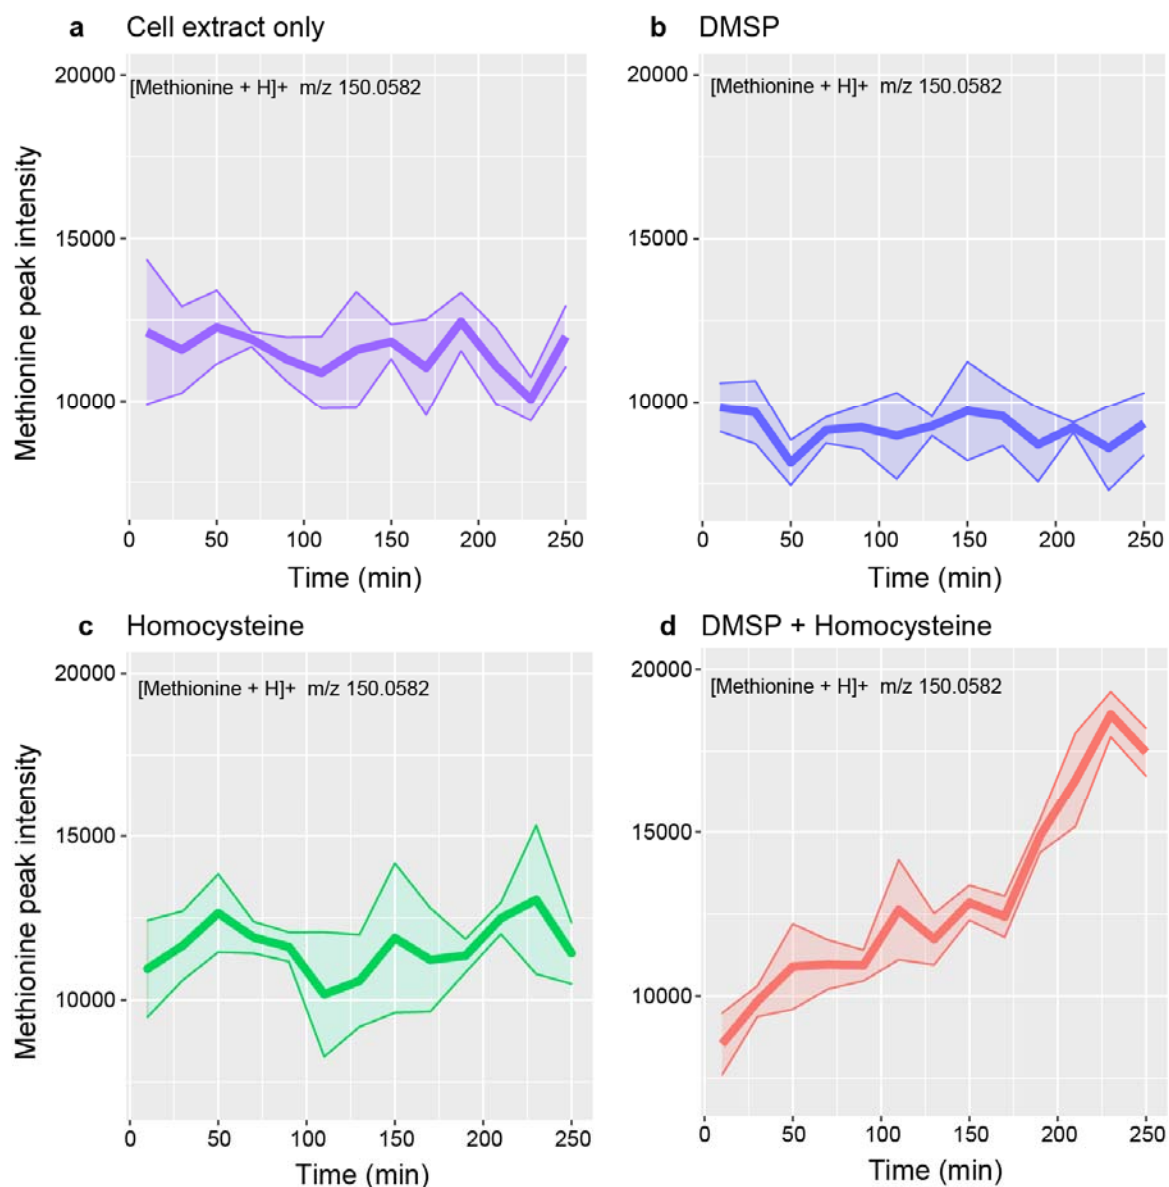 a Cell extract only
20000
[Methionine + H]+ m/z 150.0582
15000
10000
Methionine peak intensity
0 50 100 150 200 250
Time (min)
b DMSP
20000
[Methionine + H]+ m/z 150.0582
15000
10000
0 50 100 150 200 250
Time (min)
c Homocysteine
20000
[Methionine + H]+ m/z 150.0582
15000
10000
Methionine peak intensity
0 50 100 150 200 250
Time (min)
d DMSP + Homocysteine
20000
[Methionine + H]+ m/z 150.0582
15000
10000
0 50 100 150 200 250
Time (min)